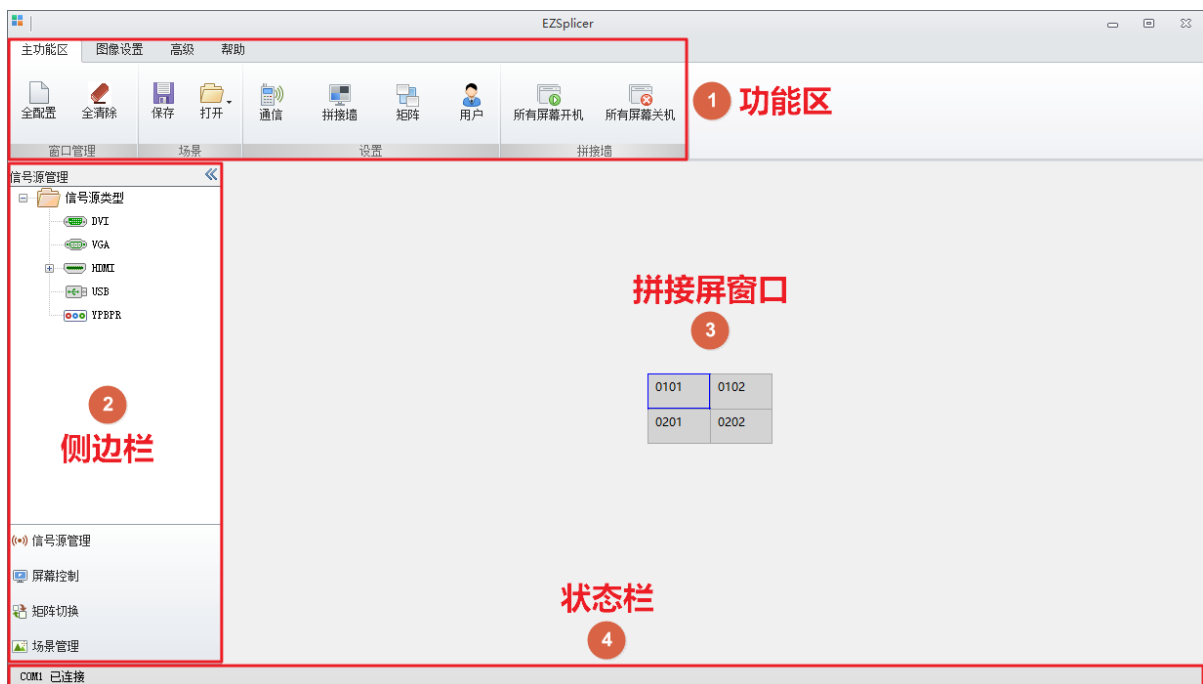 EZSplicer
主功能区 图像设置 高级 帮助
全配置 全清除 保存 打开 通信 拼接墙 矩阵 用户 所有屏幕开机 所有屏幕关机
窗口管理 场景 设置 拼接墙
1 功能区
信号源管理
信号源类型
DVI
VGA
HDMI
USB
YPBPR
2
侧边栏
拼接屏窗口
3
0101 0102
0201 0202
信号源管理
屏幕控制
矩阵切换
场景管理
状态栏
4
COM1 已连接